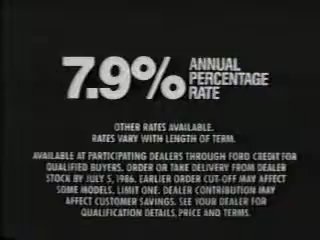 7.9% ANNUAL
PERCENTAGE
RATE
OTHER RATES AVAILABLE.
RATES VARY WITH LENGTH OF TERM.
AVAILABLE AT PARTICIPATING DEALERS THROUGH FORD CREDIT FOR
QUALIFIED BUYERS. ORDER OR TAKE DELIVERY FROM DEALER
STOCK BY JULY 5, 1986. EARLIER ORDER CUT-OFF MAY AFFECT
SOME MODELS. LIMIT ONE. DEALER CONTRIBUTION MAY
AFFECT CUSTOMER SAVINGS. SEE YOUR DEALER FOR
QUALIFICATION DETAILS, PRICE AND TERMS.